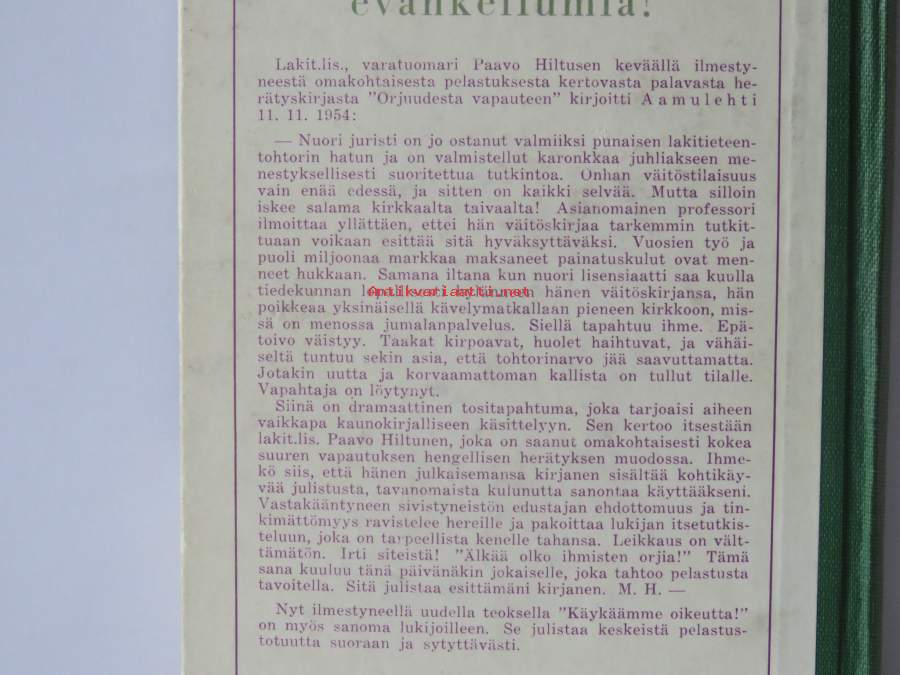 evankeliumia!
Lakit.lis., varatuomari Paavo Hiltusen keväällä ilmesty-
neestä omakohtaisesta pelastuksesta kertovasta palavasta he-
rätyskirjasta "Orjuudesta vapauteen" kirjoitti Aamulehti
11. 11. 1954:
— Nuori juristi on jo ostanut valmiiksi punaisen lakitieteen-
tohtorin hatun ja on valmistellut karonkkaa juhliakseen me-
nestyksellisesti suoritettua tutkintoa. Onhan väitöstilaisuus
vain enää edessä, ja sitten on kaikki selvää. Mutta silloin
iskee salama kirkkaalta taivaalta! Asianomainen professori
ilmoittaa yllättäen, ettei hän väitöskirjaa tarkemmin tutkit-
tuaan voikaan esittää sitä hyväksyttäväksi. Vuosien työ ja
puoli miljoonaa markkaa maksaneet painatuskulut ovat men-
neet hukkaan. Samana iltana kun nuori lisensiaatti saa kuulla
tiedekunnan hänen väitöskirjansa, hän
Antikvariaatti.net
poikkeaa yksinäisellä kävelymatkallaan pieneen kirkkoon, mis-
sä on menossa jumalanpalvelus. Siellä tapahtuu ihme. Epä-
toivo väistyy. Taakat kirpoavat, huolet haihtuvat, ja vähäi-
seltä tuntuu sekin asia, että tohtorinarvo jää saavuttamatta.
Jotakin uutta ja korvaamattoman kallista on tullut tilalle.
Vapahtaja on löytynyt.
Siinä on dramaattinen tositapahtuma, joka tarjoaisi aiheen
vaikkapa kaunokirjalliseen käsittelyyn. Sen kertoo itsestään
lakit.lis. Paavo Hiltunen, joka on saanut omakohtaisesti kokea
suuren vapautuksen hengellisen herätyksen muodossa. Ihme-
kö siis, että hänen julkaisemansa kirjanen sisältää kohtikäy-
vää julistusta, tavanomaista kulunutta sanontaa käyttääkseni.
Vastakääntyneen sivistyneistön edustajan ehdottomuus ja tin-
kimättömyys ravistelee hereille ja pakoittaa lukijan itsetutkis-
teluun, joka on tarpeellista kenelle tahansa. Leikkaus on vält-
tämätön. Irti siteistä! "Älkää olko ihmisten orjia!" Tämä
sana kuuluu tänä päivänäkin jokaiselle, joka tahtoo pelastusta
tavoitella. Sitä julistaa esittämäni kirjanen. M. H. —
Nyt ilmestyneellä uudella teoksella "Käykäämme oikeutta!"
on myös sanoma lukijoilleen. Se julistaa keskeistä pelastus-
totuutta suoraan ja sytyttävästi.